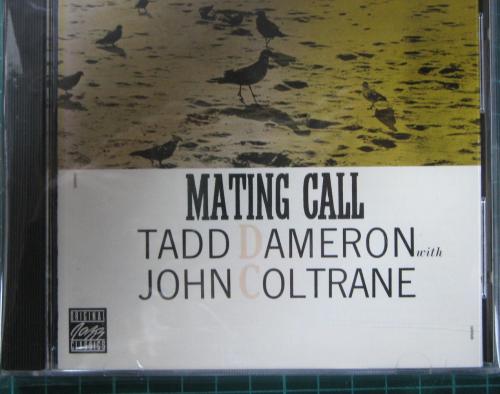 MATING CALL
TADD DAMERON with
JOHN COLTRANE
ORIGINAL
Jazz
CLASSICS